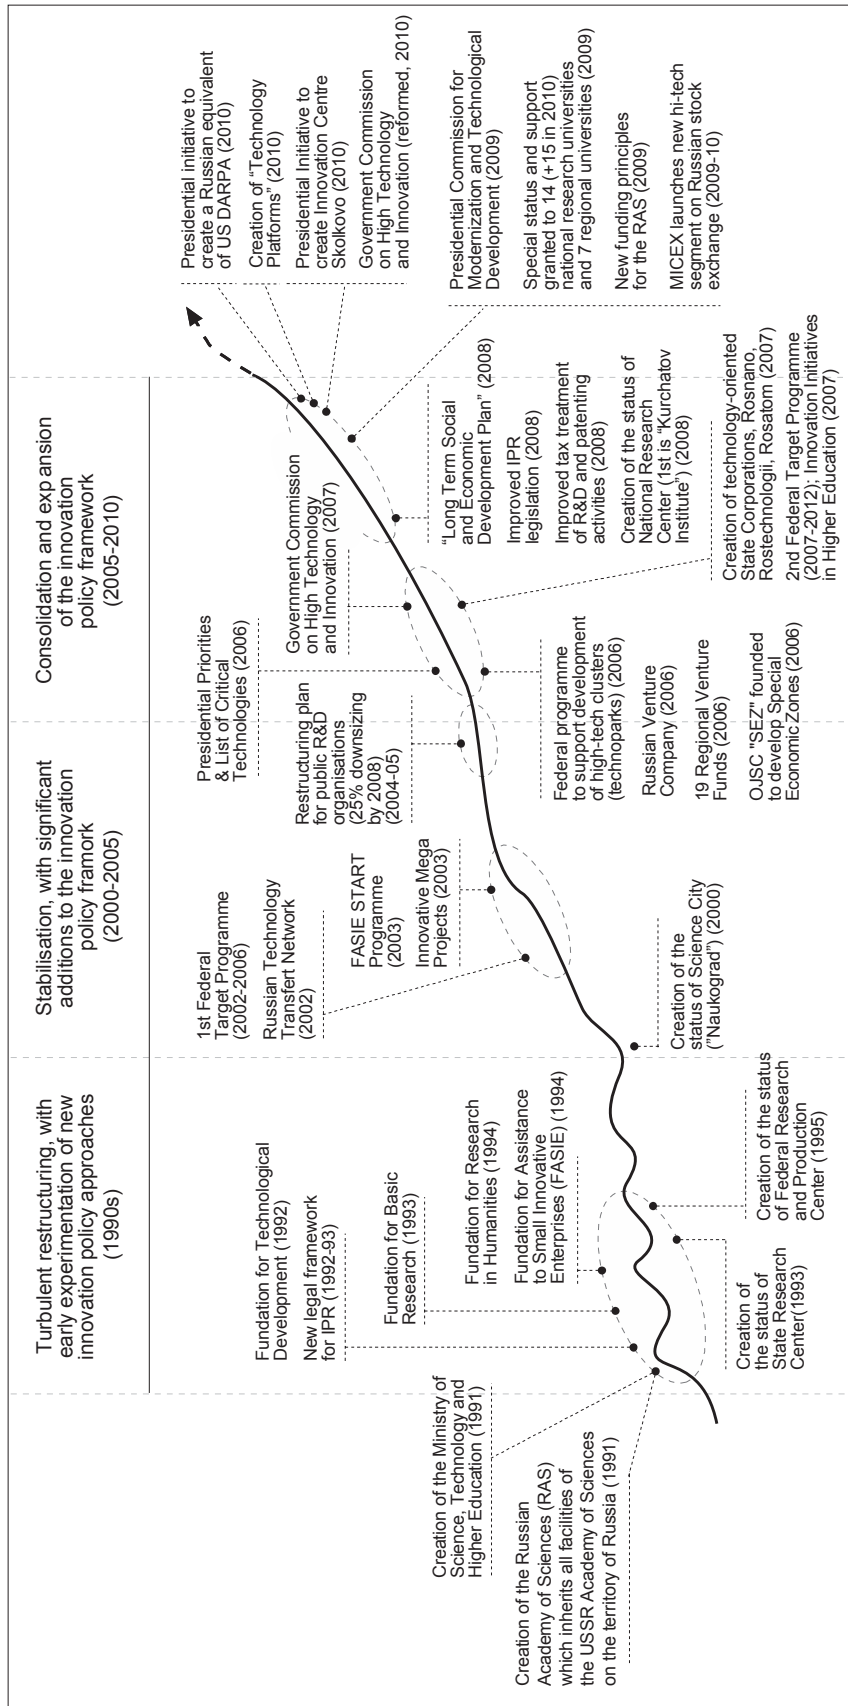 Turbulent restructuring, with
early experimentation of new
innovation policy approaches
(1990s)
Stabilisation, with significant
additions to the innovation
policy framork
(2000-2005)
Consolidation and expansion
of the innovation
policy framework
(2005-2010)
Creation of the Ministry of
Science, Technology and
Higher Education (1991)
Creation of the Russian
Academy of Sciences (RAS)
which inherits all facilities of
the USSR Academy of Sciences
on the territory of Russia (1991)
Fundation for Technological
Development (1992)
New legal framework
for IPR (1992-93)
Fundation for Basic
Research (1993)
Fundation for Research
in Humanities (1994)
Fundation for Assistance
to Small Innovative
Enterprises (FASIE) (1994)
Creation of
the status of
State Research
Center(1993)
Creation of the status
of Federal Research
and Production
Center (1995)
Creation of the
status of Science City
("Naukograd") (2000)
1st Federal
Target Programme
(2002-2006)
Russian Technology
Transfert Network
(2002)
FASIE START
Programme
(2003)
Innovative Mega
Projects (2003)
Restructuring plan
for public R&D
organisations
(25% downsizing
by 2008)
(2004-05)
Presidential Priorities
& List of Critical
Technologies (2006)
Federal programme
to support development
of high-tech clusters
(technoparks) (2006)
Russian Venture
Company (2006)
19 Regional Venture
Funds (2006)
OJSC "SEZ" founded
to develop Special
Economic Zones (2006)
Government Commission
on High Technology
and Innovation (2007)
Creation of technology-oriented
State Corporations, Rosnano,
Rostechnologii, Rosatom (2007)
2nd Federal Target Programme
(2007-2012); Innovation Initiatives
in Higher Education (2007)
“Long Term Social
and Economic
Development Plan” (2008)
Improved IPR
legislation (2008)
Improved tax treatment
of R&D and patenting
activities (2008)
Creation of the status of
National Research
Center (1st is “Kurchatov
Institute”) (2008)
Presidential initiative to
create a Russian equivalent
of US DARPA (2010)
Creation of “Technology
Platforms” (2010)
Presidential Initiative to
create Innovation Centre
Skolkovo (2010)
Government Commission
on High Technology
and Innovation (reformed, 2010)
Presidential Commission for
Modernization and Technological
Development (2009)
Special status and support
granted to 14 (+15 in 2010)
national research universities
and 7 regional universities (2009)
New funding principles
for the RAS (2009)
MICEX launches new hi-tech
segment on Russian stock
exchange (2009-10)